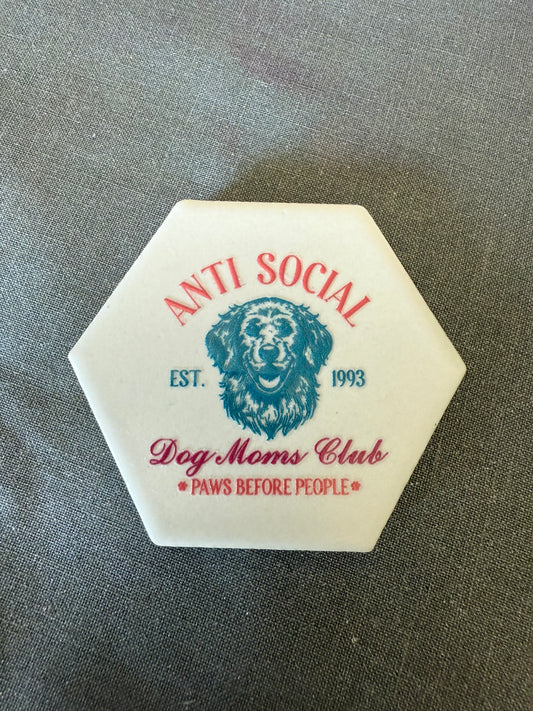 ANTI SOCIAL
EST. 1993
Dog Moms Club
* PAWS BEFORE PEOPLE *